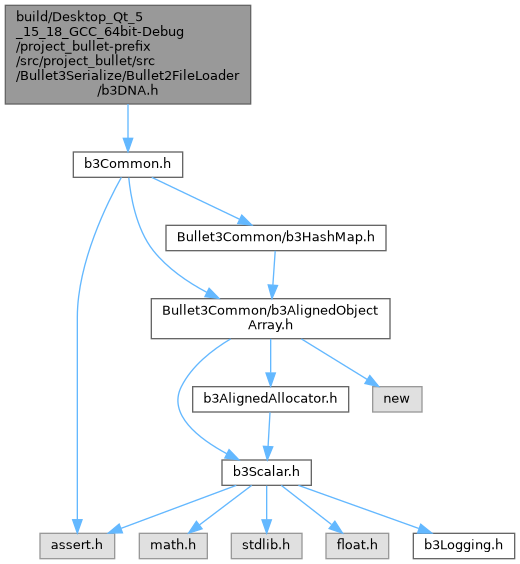 build/Desktop_Qt_5
_15_18_GCC_64bit-Debug
/project_bullet-prefix
/src/project_bullet/src
/Bullet3Serialize/Bullet2FileLoader
/b3DNA.h
b3Common.h
Bullet3Common/b3HashMap.h
Bullet3Common/b3AlignedObject
Array.h
b3AlignedAllocator.h
new
b3Scalar.h
assert.h
math.h
stdlib.h
float.h
b3Logging.h